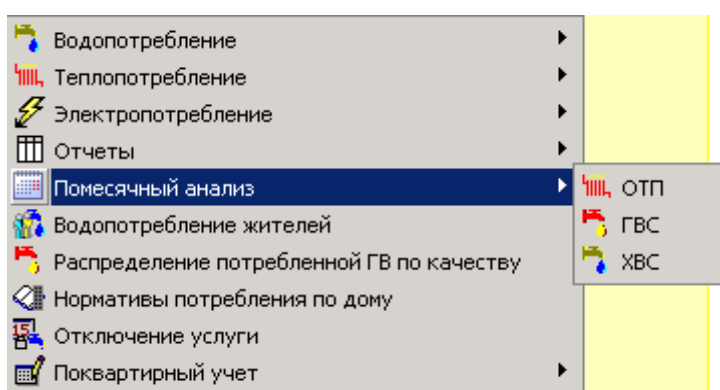 Водопотребление
Теплопотребление
Электропотребление
Отчеты
Помесячный анализ
Водопотребление жителей
Распределение потребленной ГВ по качеству
Нормативы потребления по дому
15
Отключение услуги
Поквартирный учет
ОТП
ГВС
ХВС